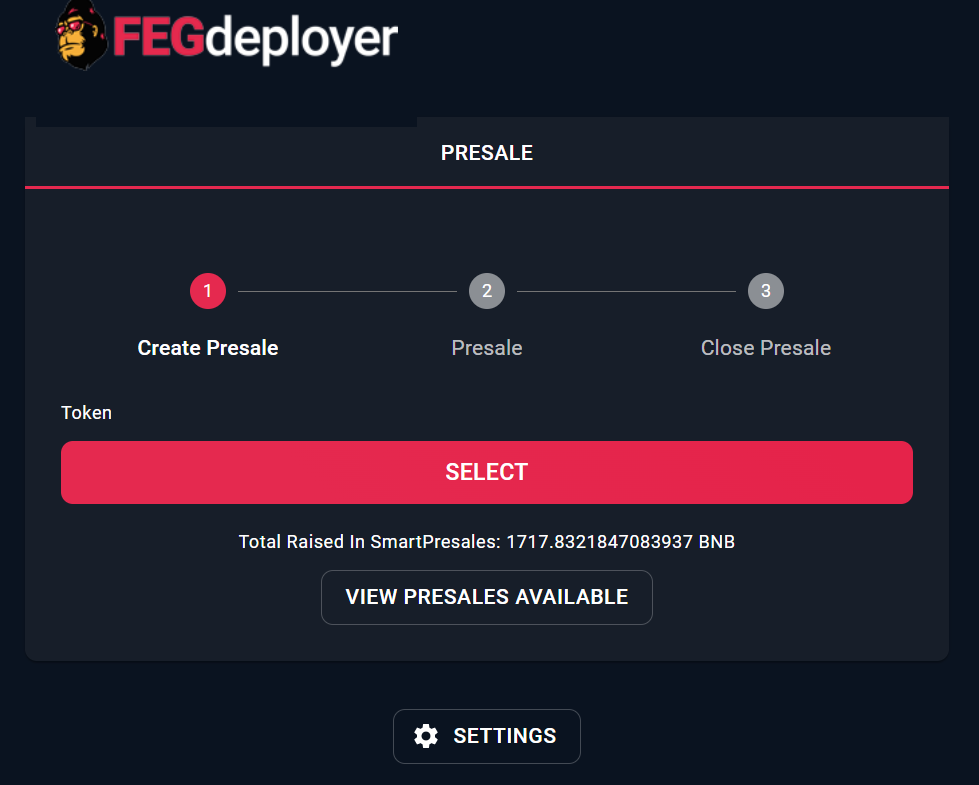 FEGdeployer
PRESALE
1
2
3
Create Presale
Presale
Close Presale
Token
SELECT
Total Raised In SmartPresales: 1717.8321847083937 BNB
VIEW PRESALES AVAILABLE
SETTINGS